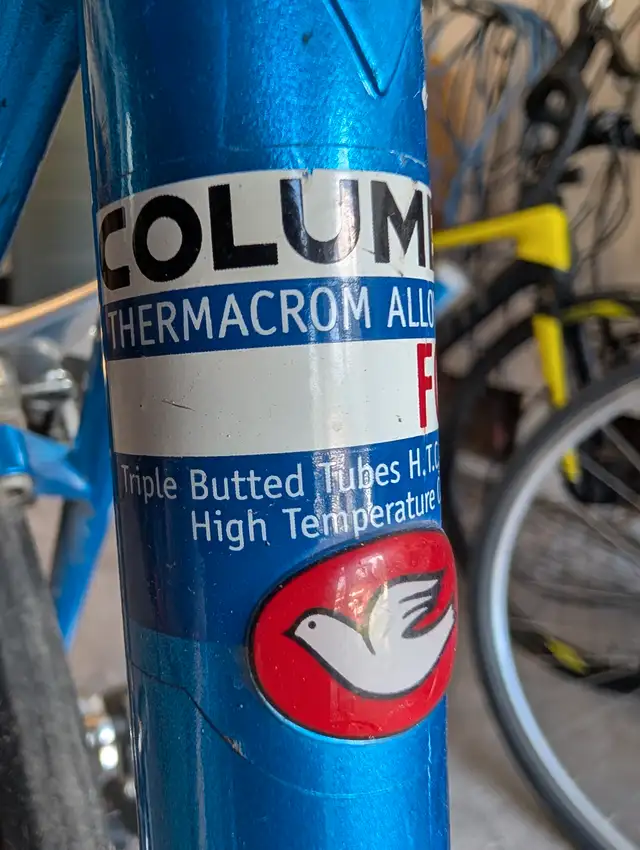 COLUM
THERMACROM ALLO
F
Triple Butted Tubes H.T.
High Temperature